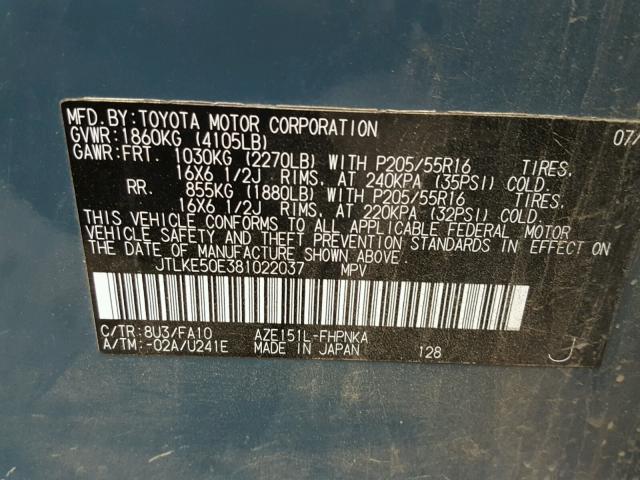 MFD.BY:TOYOTA MOTOR CORPORATION 07/
GVWR:1860KG (4105LB)
GAWR:FRT. 1030KG (2270LB) WITH P205/55R16 TIRES,
16X6 1/2J RIMS, AT 240KPA (35PSI) COLD.
RR. 855KG (1880LB) WITH P205/55R16 TIRES,
16X6 1/2J RIMS, AT 220KPA (32PSI) COLD.
THIS VEHICLE CONFORMS TO ALL APPLICABLE FEDERAL MOTOR
VEHICLE SAFETY AND THEFT PREVENTION STANDARDS IN EFFECT ON
THE DATE OF MANUFACTURE SHOWN ABOVE.
JTLKE50E381022037 MPV
C/TR:8U3/FA10 AZE151L-FHPNKA
A/TM:-02A/U241E MADE IN JAPAN 128 J